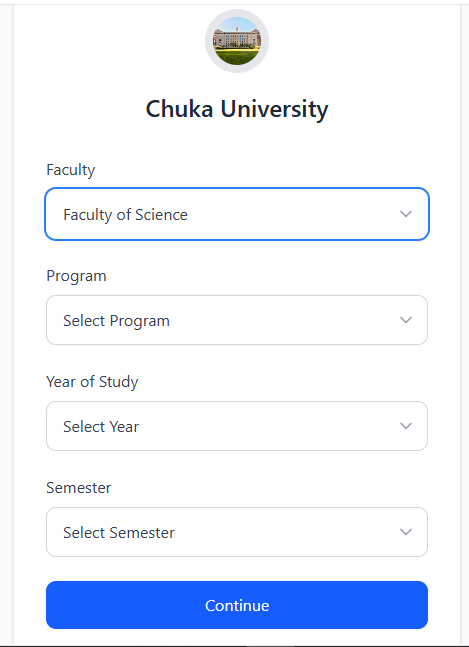 Chuka University
Faculty
Faculty of Science
Program
Select Program
Year of Study
Select Year
Semester
Select Semester
Continue